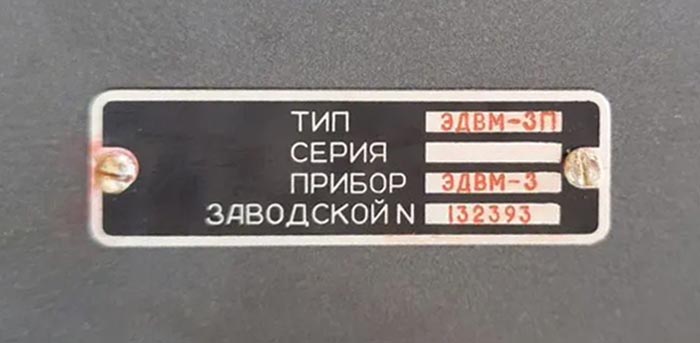 ТИП ЭДВМ-3П
СЕРИЯ
ПРИБОР ЭДВМ-3
ЗАВОДСКОЙ N 132393